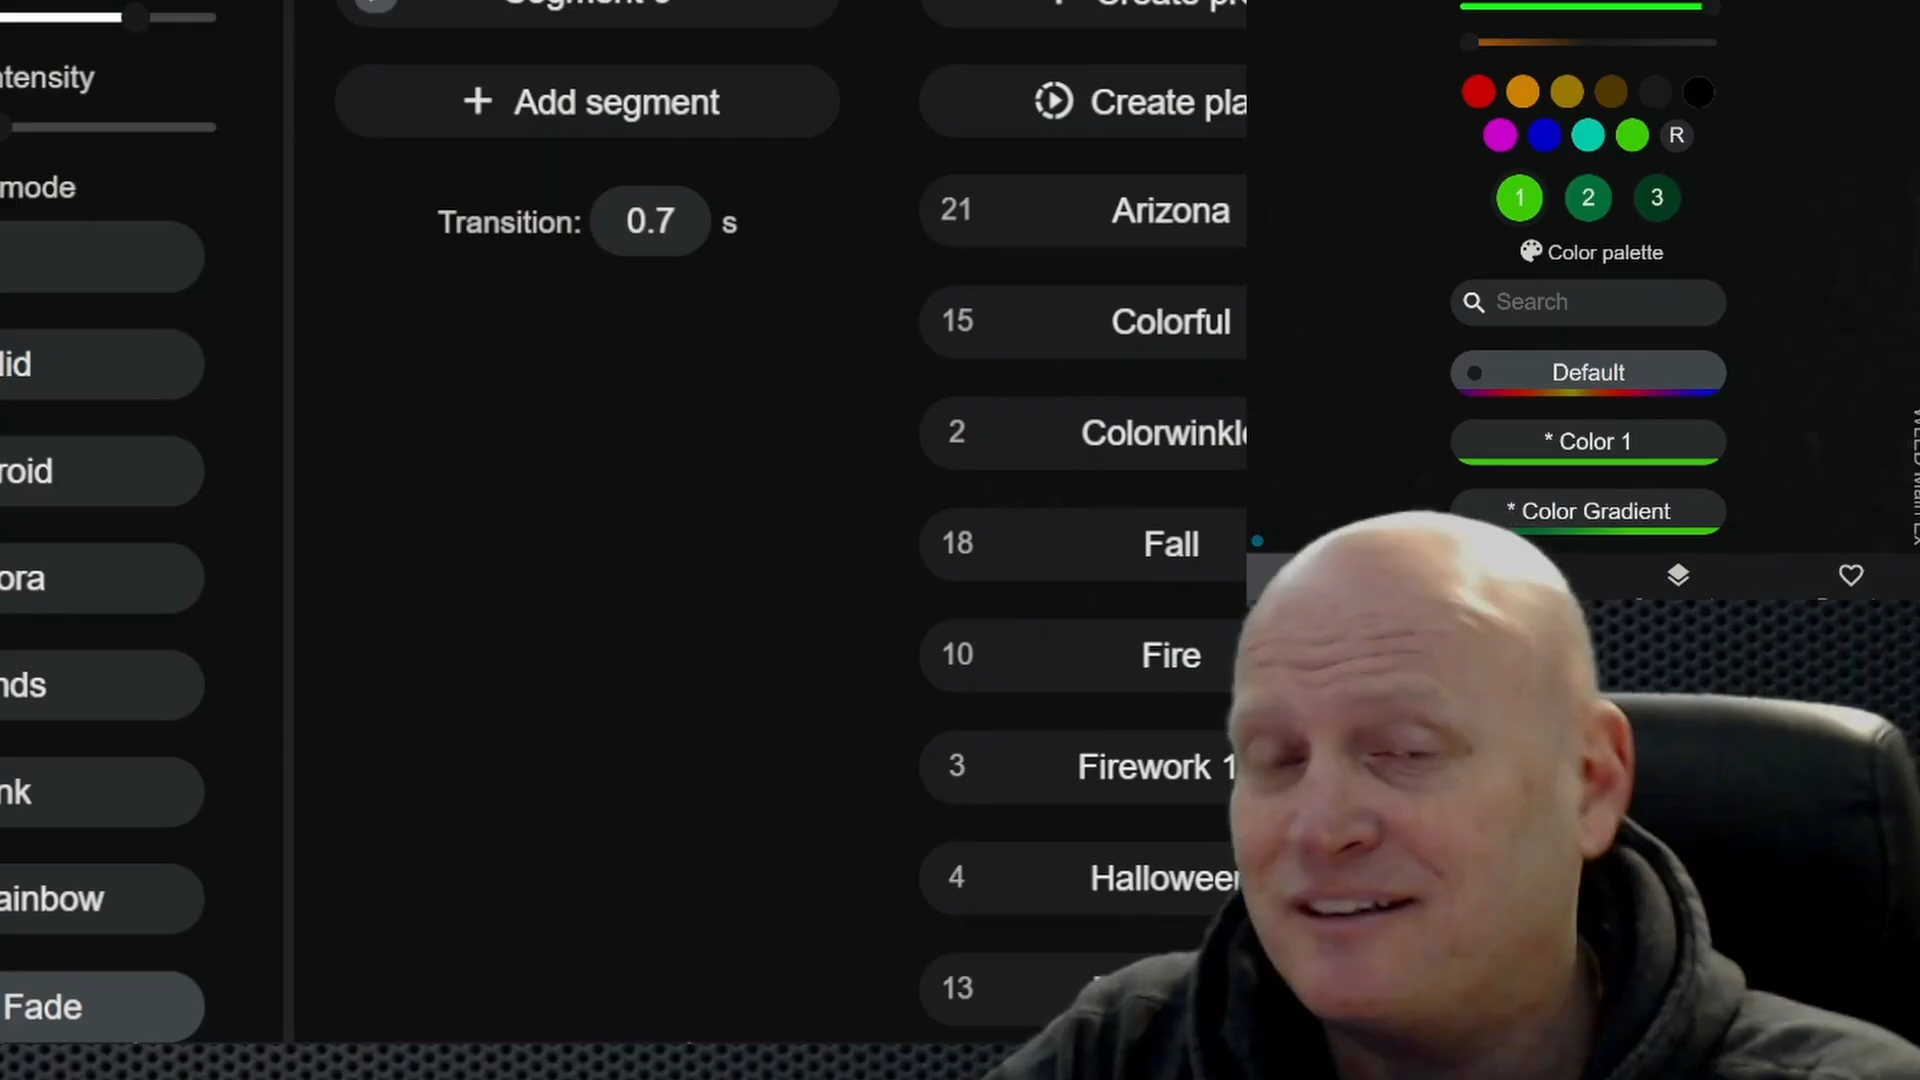 ntensity
mode
lid
roid
ora
nds
nk
ainbow
Fade
Add segment
Transition: 0.7 s
Create pla
21 Arizona
15 Colorful
2 Colorwinkl
18 Fall
10 Fire
3 Firework 1
4 Halloween
13
R
1 2 3
Color palette
Search
Default
* Color 1
* Color Gradient